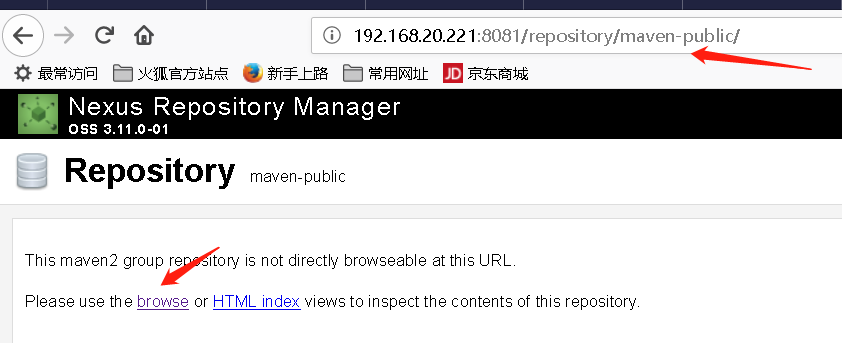 192.168.20.221:8081/repository/maven-public/
最常访问 火狐官方站点 新手上路 常用网址 JD 京东商城
Nexus Repository Manager
OSS 3.11.0-01
Repository maven-public
This maven2 group repository is not directly browseable at this URL.
Please use the browse or HTML index views to inspect the contents of this repository.